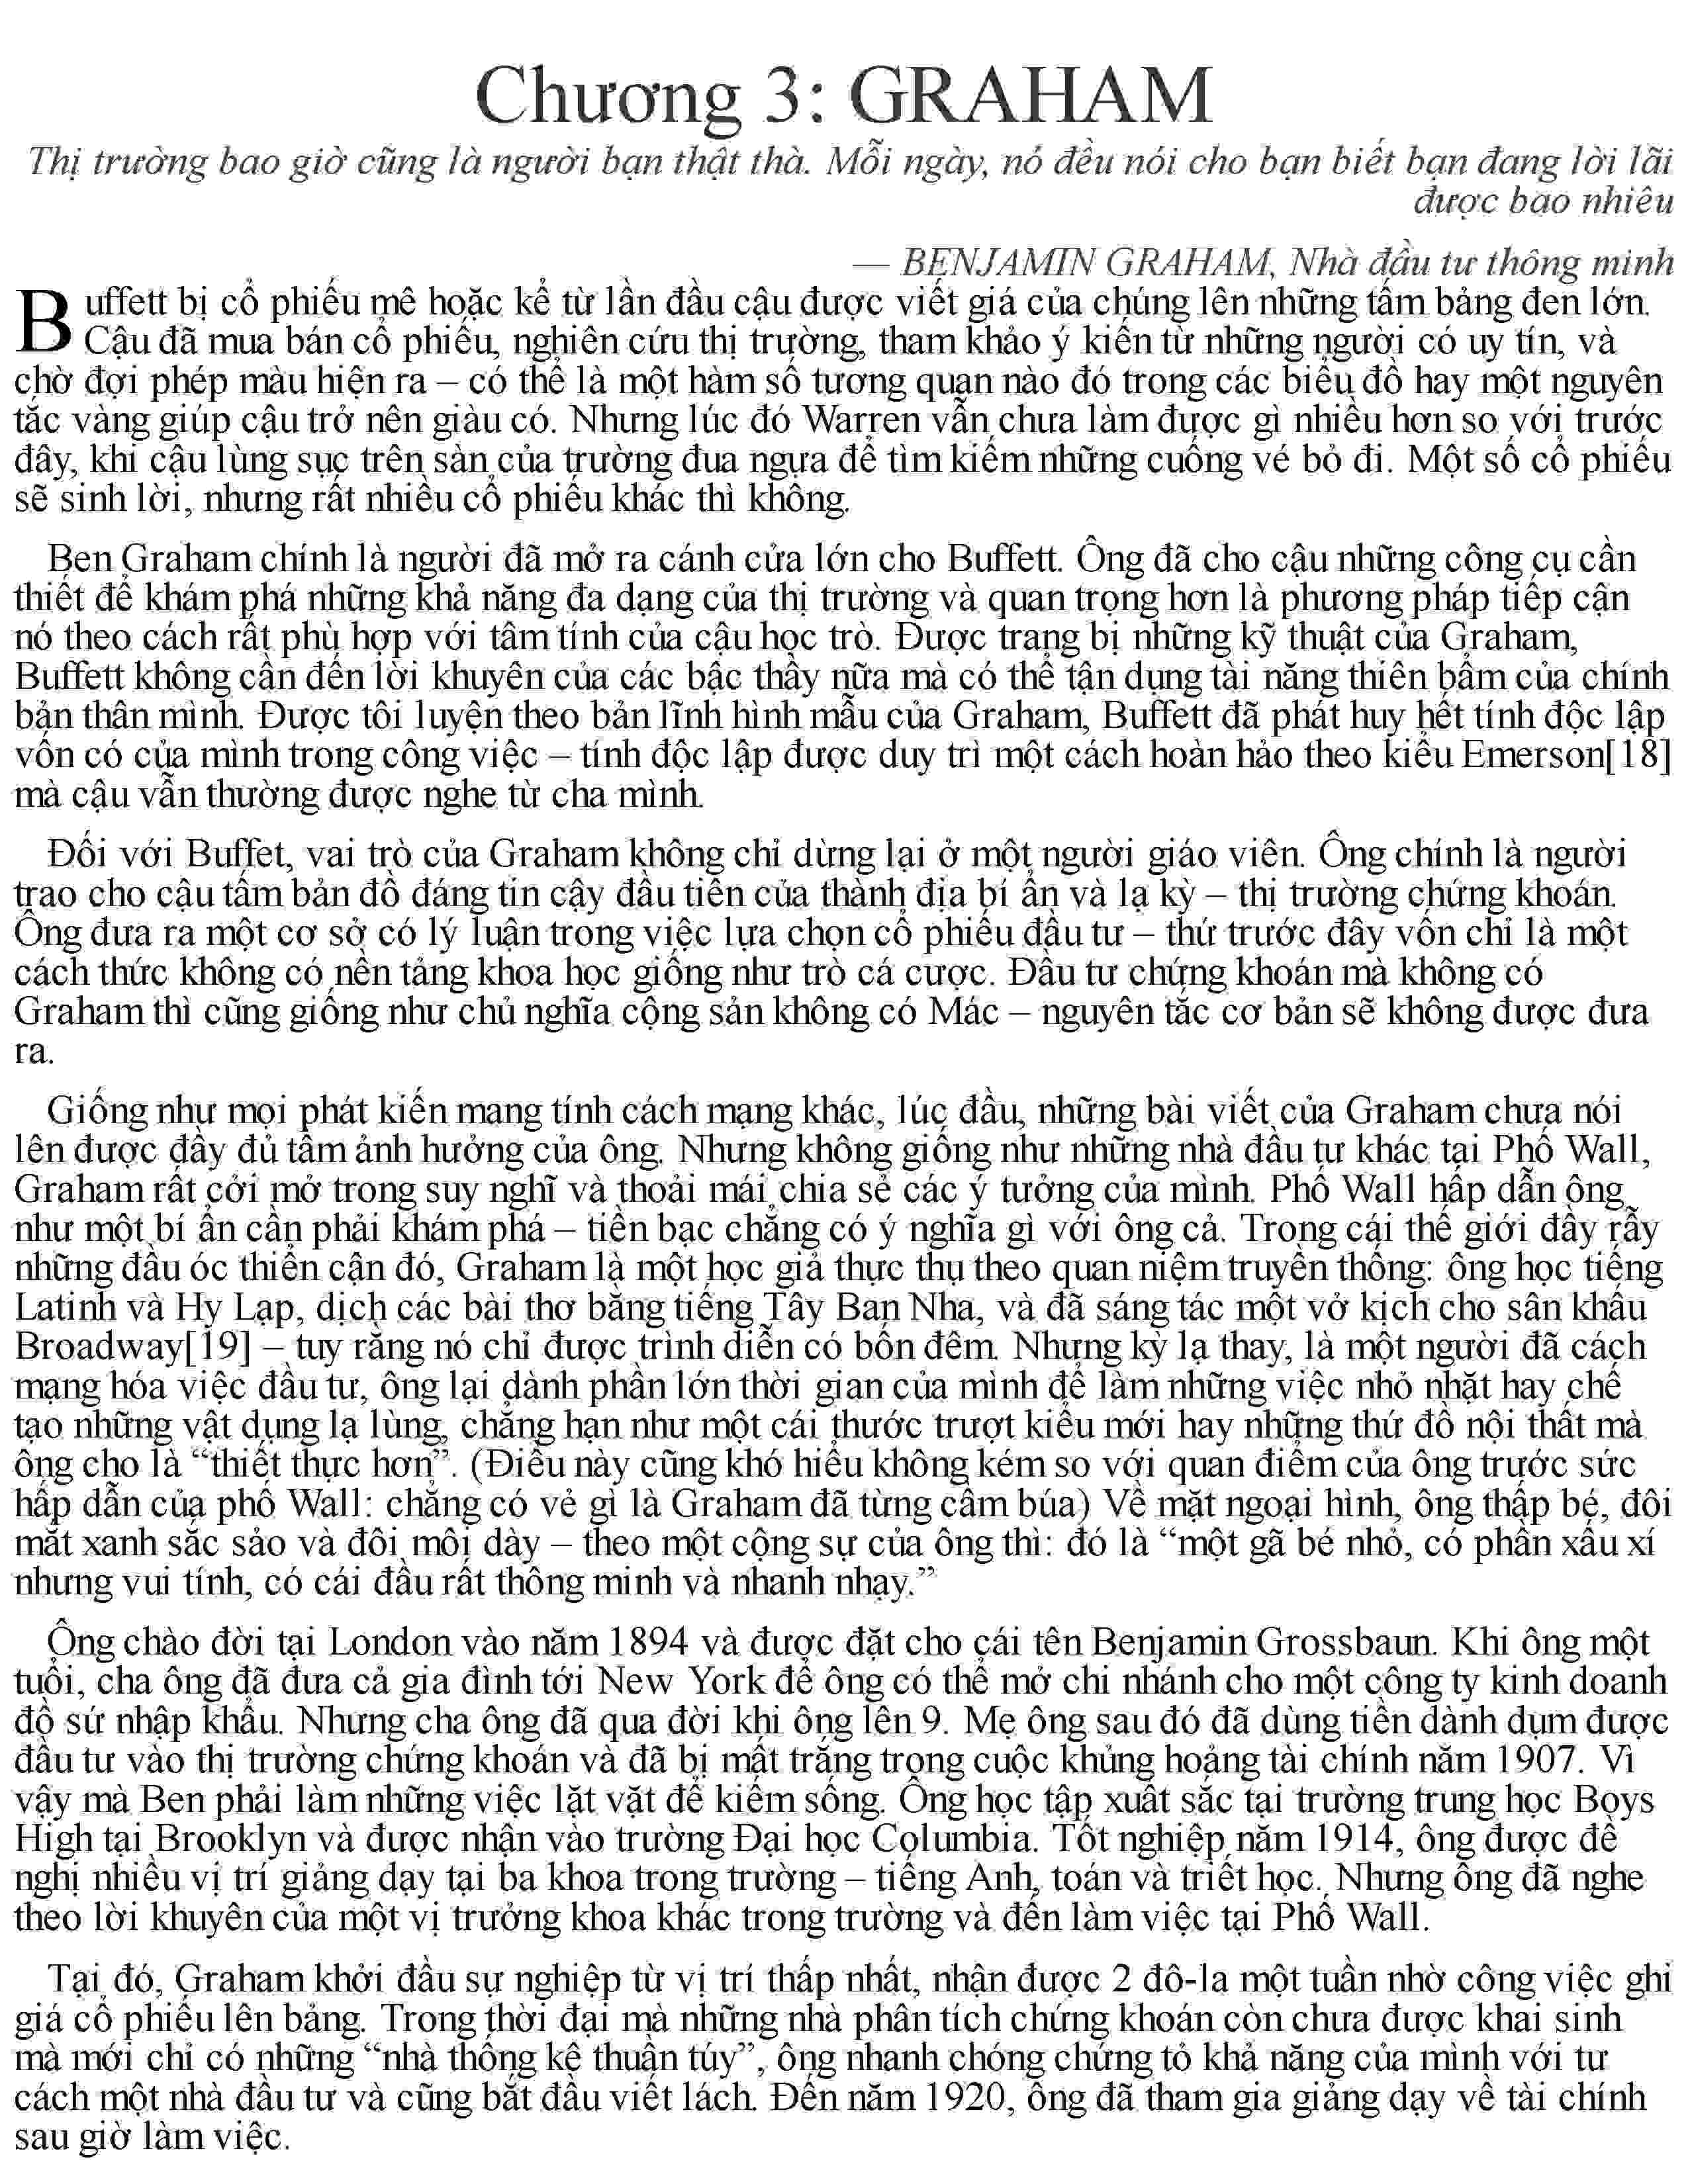 Chương 3: GRAHAM
Thị trường bao giờ cũng là người bạn thật thà. Mỗi ngày, nó đều nói cho bạn biết bạn đang lời lãi
được bao nhiêu
— BENJAMIN GRAHAM, Nhà đầu tư thông minh
Buffett bị cổ phiếu mê hoặc kể từ lần đầu cậu được viết giá của chúng lên những tấm bảng đen lớn.
Cậu đã mua bán cổ phiếu, nghiên cứu thị trường, tham khảo ý kiến từ những người có uy tín, và
chờ đợi phép màu hiện ra – có thể là một hàm số tương quan nào đó trong các biểu đồ hay một nguyên
tắc vàng giúp cậu trở nên giàu có. Nhưng lúc đó Warren vẫn chưa làm được gì nhiều hơn so với trước
đây, khi cậu lùng sục trên sàn của trường đua ngựa để tìm kiếm những cuống vé bỏ đi. Một số cổ phiếu
sẽ sinh lời, nhưng rất nhiều cổ phiếu khác thì không.
Ben Graham chính là người đã mở ra cánh cửa lớn cho Buffett. Ông đã cho cậu những công cụ cần
thiết để khám phá những khả năng đa dạng của thị trường và quan trọng hơn là phương pháp tiếp cận
nó theo cách rất phù hợp với tâm tính của cậu học trò. Được trang bị những kỹ thuật của Graham,
Buffett không cần đến lời khuyên của các bậc thầy nữa mà có thể tận dụng tài năng thiên bẩm của chính
bản thân mình. Được tôi luyện theo bản lĩnh hình mẫu của Graham, Buffett đã phát huy hết tính độc lập
vốn có của mình trong công việc – tính độc lập được duy trì một cách hoàn hảo theo kiểu Emerson[18]
mà cậu vẫn thường được nghe từ cha mình.
Đối với Buffet, vai trò của Graham không chỉ dừng lại ở một người giáo viên. Ông chính là người
trao cho cậu tấm bản đồ đáng tin cậy đầu tiên của thành địa bí ẩn và lạ kỳ – thị trường chứng khoán.
Ông đưa ra một cơ sở có lý luận trong việc lựa chọn cổ phiếu đầu tư – thứ trước đây vốn chỉ là một
cách thức không có nền tảng khoa học giống như trò cá cược. Đầu tư chứng khoán mà không có
Graham thì cũng giống như chủ nghĩa cộng sản không có Mác – nguyên tắc cơ bản sẽ không được đưa
ra.
Giống như mọi phát kiến mang tính cách mạng khác, lúc đầu, những bài viết của Graham chưa nói
lên được đầy đủ tầm ảnh hưởng của ông. Nhưng không giống như những nhà đầu tư khác tại Phố Wall,
Graham rất cởi mở trong suy nghĩ và thoải mái chia sẻ các ý tưởng của mình. Phố Wall hấp dẫn ông
như một bí ẩn cần phải khám phá – tiền bạc chẳng có ý nghĩa gì với ông cả. Trong cái thế giới đầy rẫy
những đầu óc thiển cận đó, Graham là một học giả thực thụ theo quan niệm truyền thống: ông học tiếng
Latinh và Hy Lạp, dịch các bài thơ bằng tiếng Tây Ban Nha, và đã sáng tác một vở kịch cho sân khấu
Broadway[19] – tuy rằng nó chỉ được trình diễn có bốn đêm. Nhưng kỳ lạ thay, là một người đã cách
mạng hóa việc đầu tư, ông lại dành phần lớn thời gian của mình để làm những việc nhỏ nhặt hay chế
tạo những vật dụng lạ lùng, chẳng hạn như một cái thước trượt kiểu mới hay những thứ đồ nội thất mà
ông cho là “thiết thực hơn”. (Điều này cũng khó hiểu không kém so với quan điểm của ông trước sức
hấp dẫn của phố Wall: chẳng có vẻ gì là Graham đã từng cầm búa) Về mặt ngoại hình, ông thấp bé, đôi
mắt xanh sắc sảo và đôi môi dày – theo một cộng sự của ông thì: đó là “một gã bé nhỏ, có phần xấu xí
nhưng vui tính, có cái đầu rất thông minh và nhanh nhạy.”
Ông chào đời tại London vào năm 1894 và được đặt cho cái tên Benjamin Grossbaun. Khi ông một
tuổi, cha ông đã đưa cả gia đình tới New York để ông có thể mở chi nhánh cho một công ty kinh doanh
đồ sứ nhập khẩu. Nhưng cha ông đã qua đời khi ông lên 9. Mẹ ông sau đó đã dùng tiền dành dụm được
đầu tư vào thị trường chứng khoán và đã bị mất trắng trong cuộc khủng hoảng tài chính năm 1907. Vì
vậy mà Ben phải làm những việc lặt vặt để kiếm sống. Ông học tập xuất sắc tại trường trung học Boys
High tại Brooklyn và được nhận vào trường Đại học Columbia. Tốt nghiệp năm 1914, ông được đề
nghị nhiều vị trí giảng dạy tại ba khoa trong trường – tiếng Anh, toán và triết học. Nhưng ông đã nghe
theo lời khuyên của một vị trưởng khoa khác trong trường và đến làm việc tại Phố Wall.
Tại đó, Graham khởi đầu sự nghiệp từ vị trí thấp nhất, nhận được 2 đô-la một tuần nhờ công việc ghi
giá cổ phiếu lên bảng. Trong thời đại mà những nhà phân tích chứng khoán còn chưa được khai sinh
mà mới chỉ có những “nhà thống kê thuần túy”, ông nhanh chóng chứng tỏ khả năng của mình với tư
cách một nhà đầu tư và cũng bắt đầu viết lách. Đến năm 1920, ông đã tham gia giảng dạy về tài chính
sau giờ làm việc.